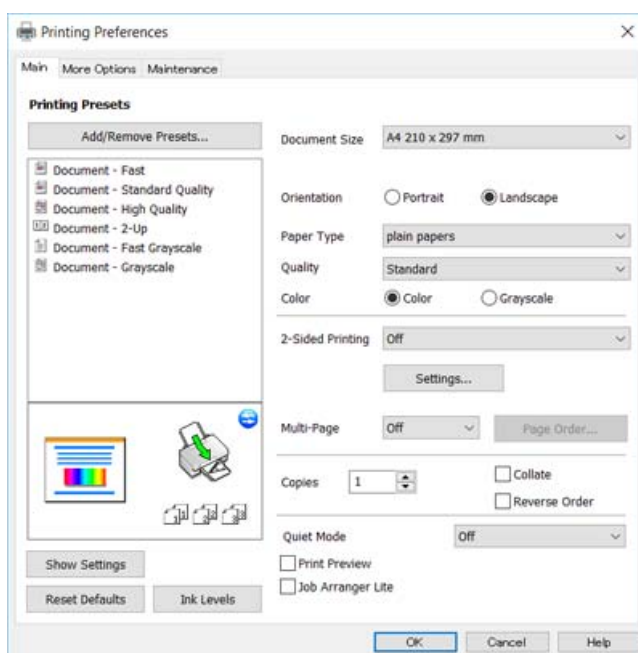 Printing Preferences
Main More Options Maintenance
Printing Presets
Add/Remove Presets...
Document - Fast
Document - Standard Quality
Document - High Quality
Document - 2-Up
Document - Fast Grayscale
Document - Grayscale
Show Settings
Reset Defaults Ink Levels
Document Size A4 210 x 297 mm
Orientation Portrait Landscape
Paper Type plain papers
Quality Standard
Color Color Grayscale
2-Sided Printing Off
Settings...
Multi-Page Off Page Order...
Copies 1 Collate
Reverse Order
Quiet Mode Off
Print Preview
Job Arranger Lite
OK Cancel Help